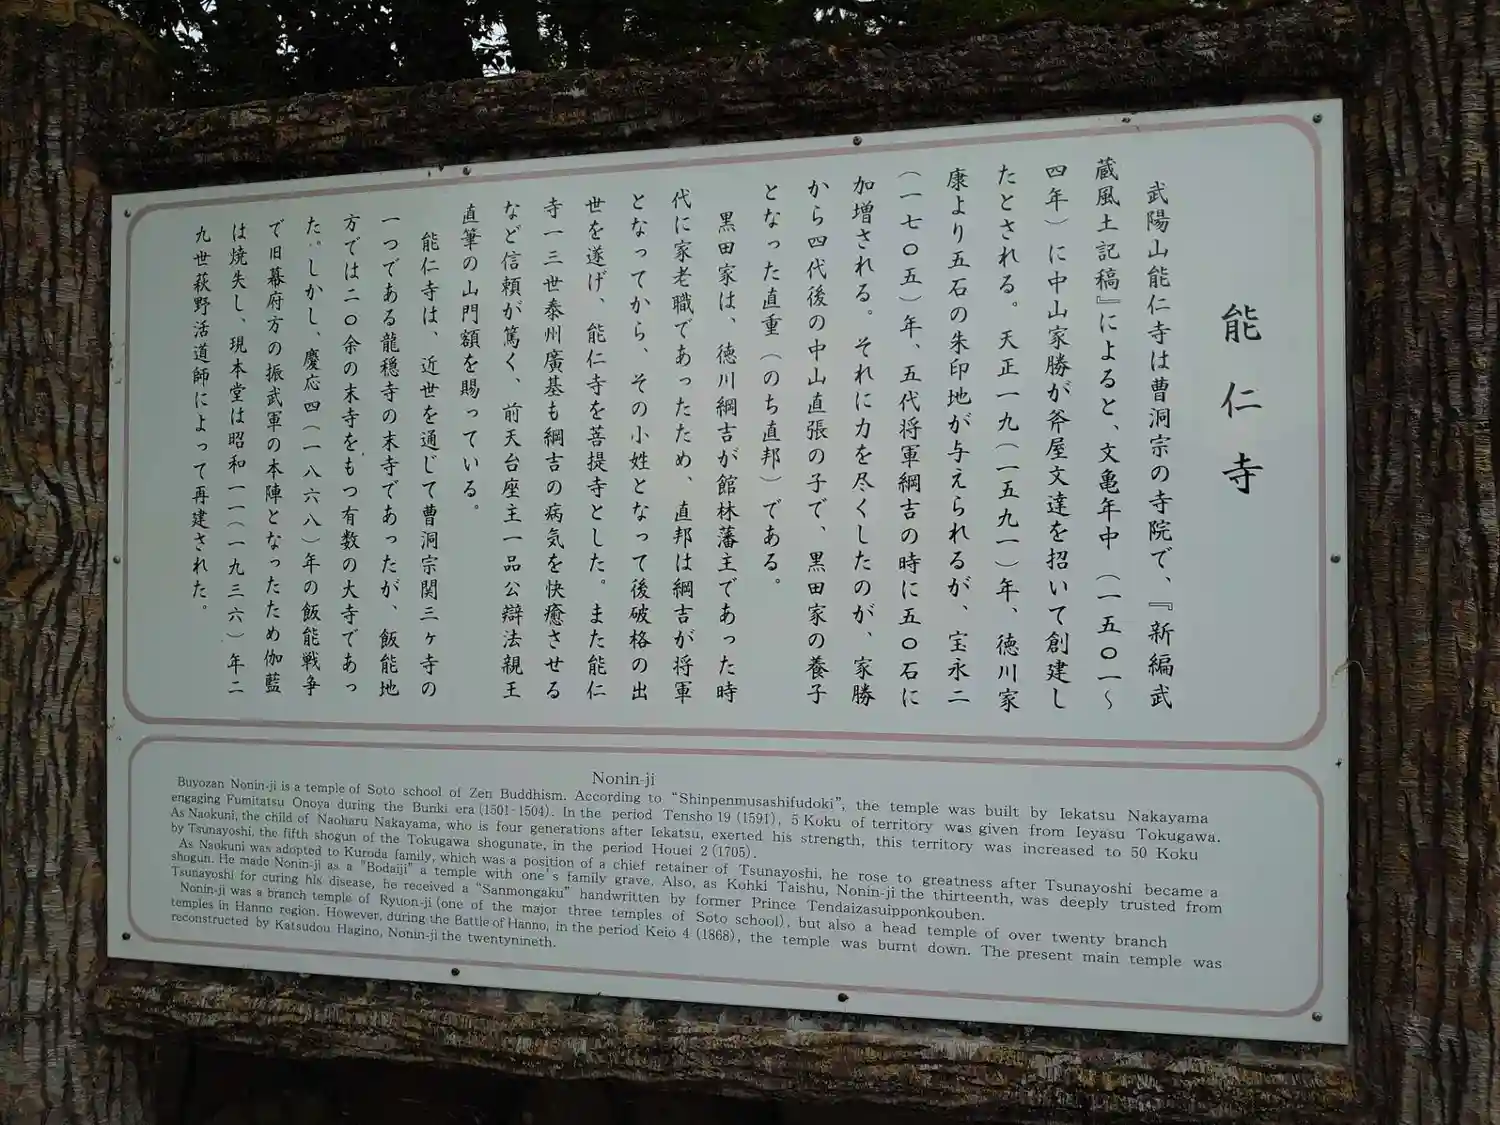 能仁寺
武陽山能仁寺は曹洞宗の寺院で、『新編武
蔵風土記稿』によると、文亀年中(一五〇一～
四年)に中山家勝が斧屋文達を招いて創建し
たとされる。天正一九(一五九一)年、徳川家
康より五石の朱印地が与えられるが、宝永二
(一七〇五)年、五代将軍綱吉の時に五〇石に
加増される。それに力を尽くしたのが、家勝
から四代後の中山直張の子で、黒田家の養子
となった直重(のち直邦)である。
黒田家は、徳川綱吉が館林藩主であった時
代に家老職であったため、直邦は綱吉が将軍
となってから、その小姓となって後破格の出
世を遂げ、能仁寺を菩提寺とした。また能仁
寺一三世泰州廣基も綱吉の病気を快癒させる
など信頼が篤く、前天台座主一品公辯法親王
直筆の山門額を賜っている。
能仁寺は、近世を通じて曹洞宗関三ヶ寺の
一つである龍穏寺の末寺であったが、飯能地
方では二〇余の末寺をもつ有数の大寺であっ
た。しかし、慶応四(一八六八)年の飯能戦争
で旧幕府方の振武軍の本陣となったため伽藍
は焼失し、現本堂は昭和一一(一九三六)年二
九世萩野活道師によって再建された。
Nonin-ji
Buyozan Nonin-ji is a temple of Soto school of Zen Buddhism. According to "Shinpenmusashifudoki", the temple was built by Iekatsu Nakayama
engaging Fumitatsu Onoya during the Bunki era (1501-1504). In the period Tensho 19 (1591), 5 Koku of territory was given from Ieyasu Tokugawa.
As Naokuni, the child of Naoharu Nakayama, who is four generations after Iekatsu, exerted his strength, this territory was increased to 50 Koku
by Tsunayoshi, the fifth shogun of the Tokugawa shogunate, in the period Houei 2 (1705).
As Naokuni was adopted to Kuroda family, which was a position of a chief retainer of Tsunayoshi, he rose to greatness after Tsunayoshi became a
shogun. He made Nonin-ji as a "Bodaiji" a temple with one's family grave. Also, as Kohki Taishu, Nonin-ji the thirteenth, was deeply trusted from
Tsunayoshi for curing his disease, he received a "Sanmongaku" handwritten by former Prince Tendaizasuipponkouben.
Nonin-ji was a branch temple of Ryuon-ji (one of the major three temples of Soto school), but also a head temple of over twenty branch
temples in Hanno region. However, during the Battle of Hanno, in the period Keio 4 (1868), the temple was burnt down. The present main temple was
reconstructed by Katsudou Hagino, Nonin-ji the twentynineth.